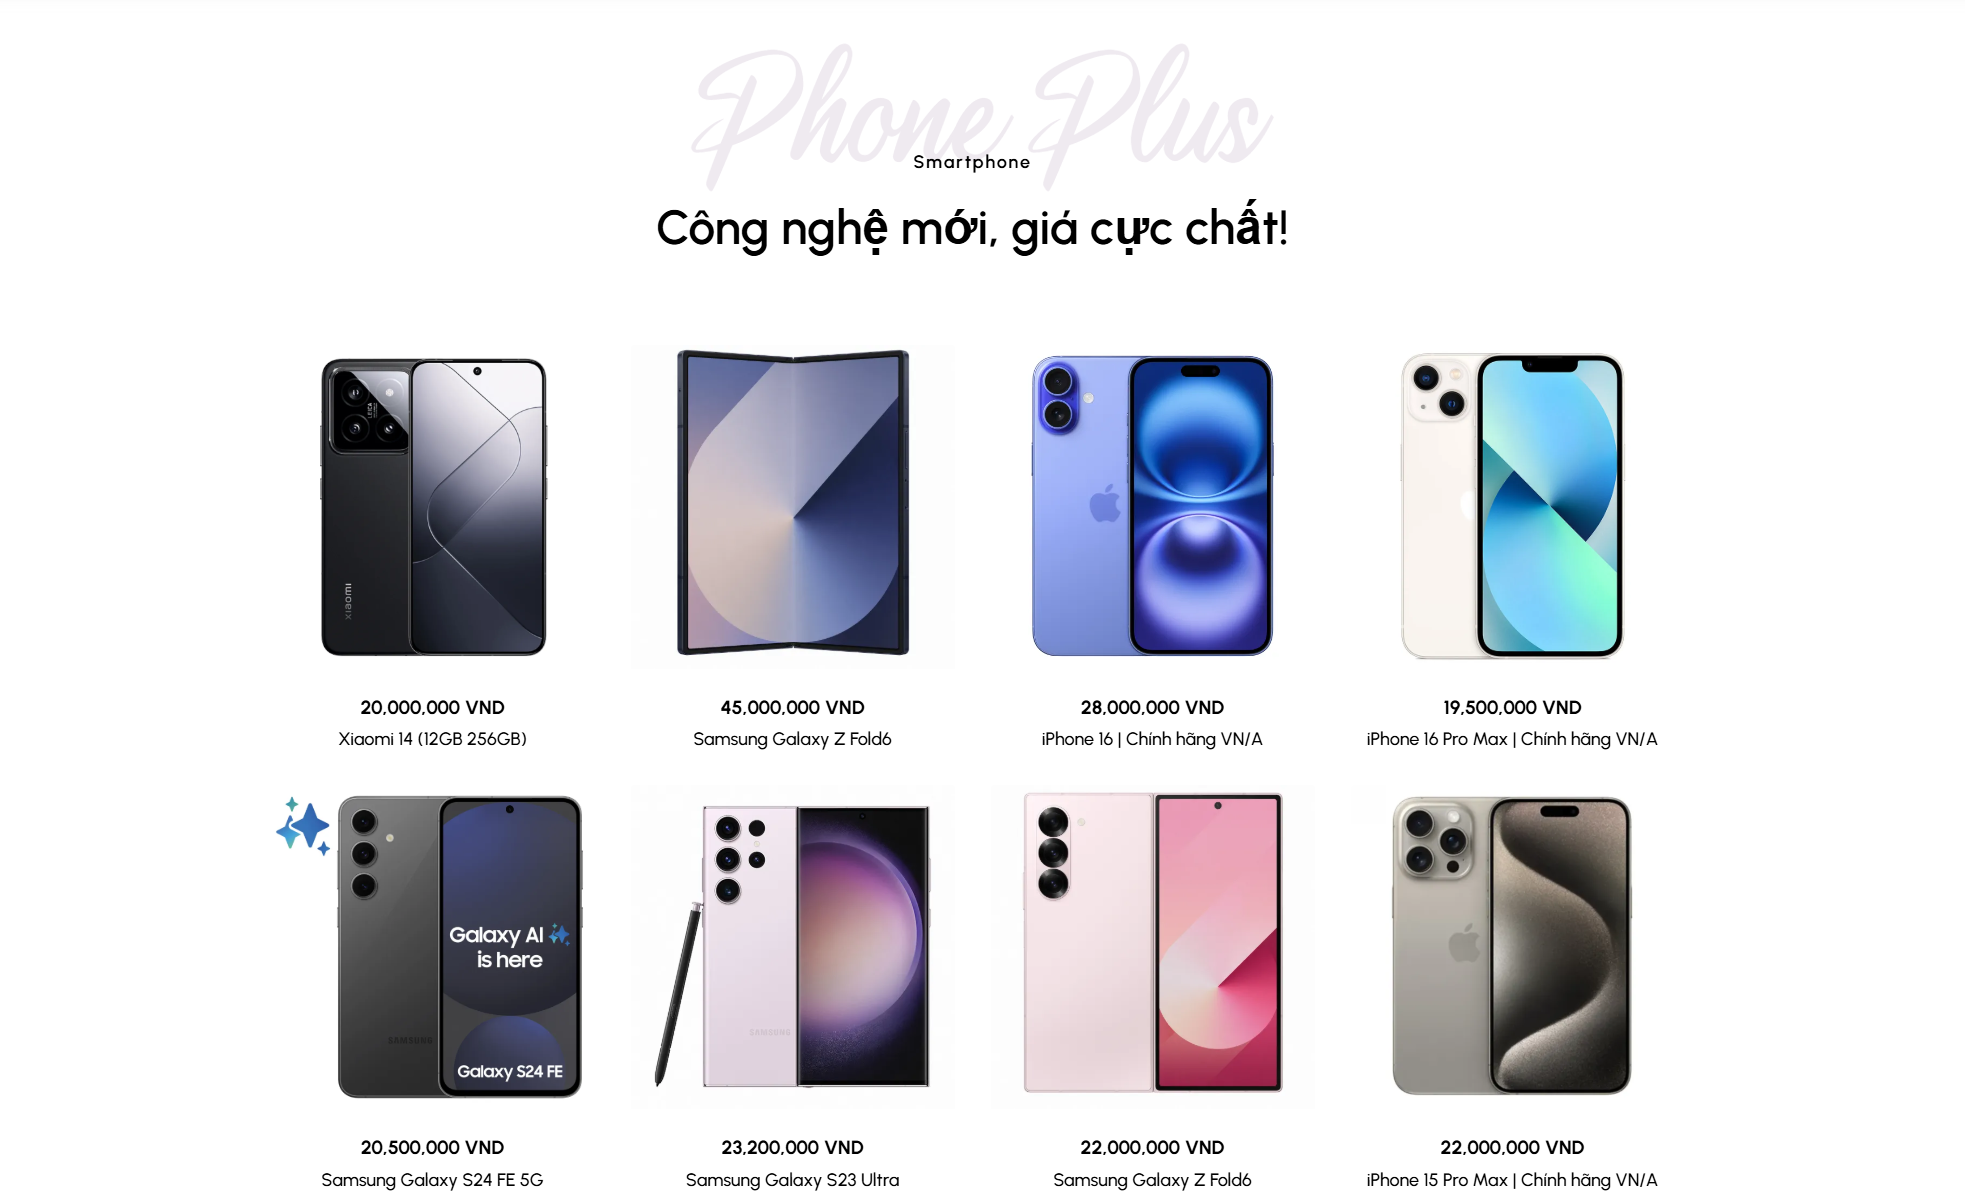 Phone Plus
Smartphone
Công nghệ mới, giá cực chất!
LEICA
xiaomi
20,000,000 VND
Xiaomi 14 (12GB 256GB)
45,000,000 VND
Samsung Galaxy Z Fold6
28,000,000 VND
iPhone 16 | Chính hãng VN/A
19,500,000 VND
iPhone 16 Pro Max | Chính hãng VN/A
Galaxy AI
is here
SAMSUNG
Galaxy S24 FE
SAMSUNG
20,500,000 VND
Samsung Galaxy S24 FE 5G
23,200,000 VND
Samsung Galaxy S23 Ultra
22,000,000 VND
Samsung Galaxy Z Fold6
22,000,000 VND
iPhone 15 Pro Max | Chính hãng VN/A